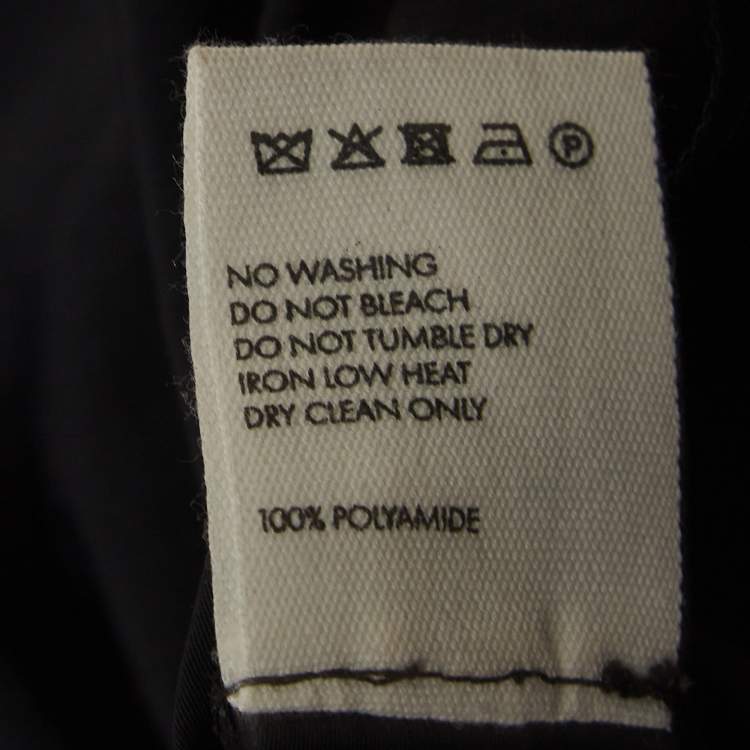 P
NO WASHING
DO NOT BLEACH
DO NOT TUMBLE DRY
IRON LOW HEAT
DRY CLEAN ONLY
100% POLYAMIDE